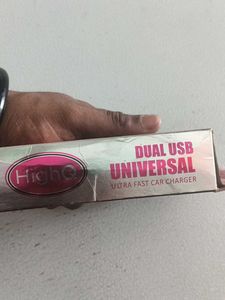 HighQ
DUAL USB
UNIVERSAL
ULTRA FAST CAR CHARGER